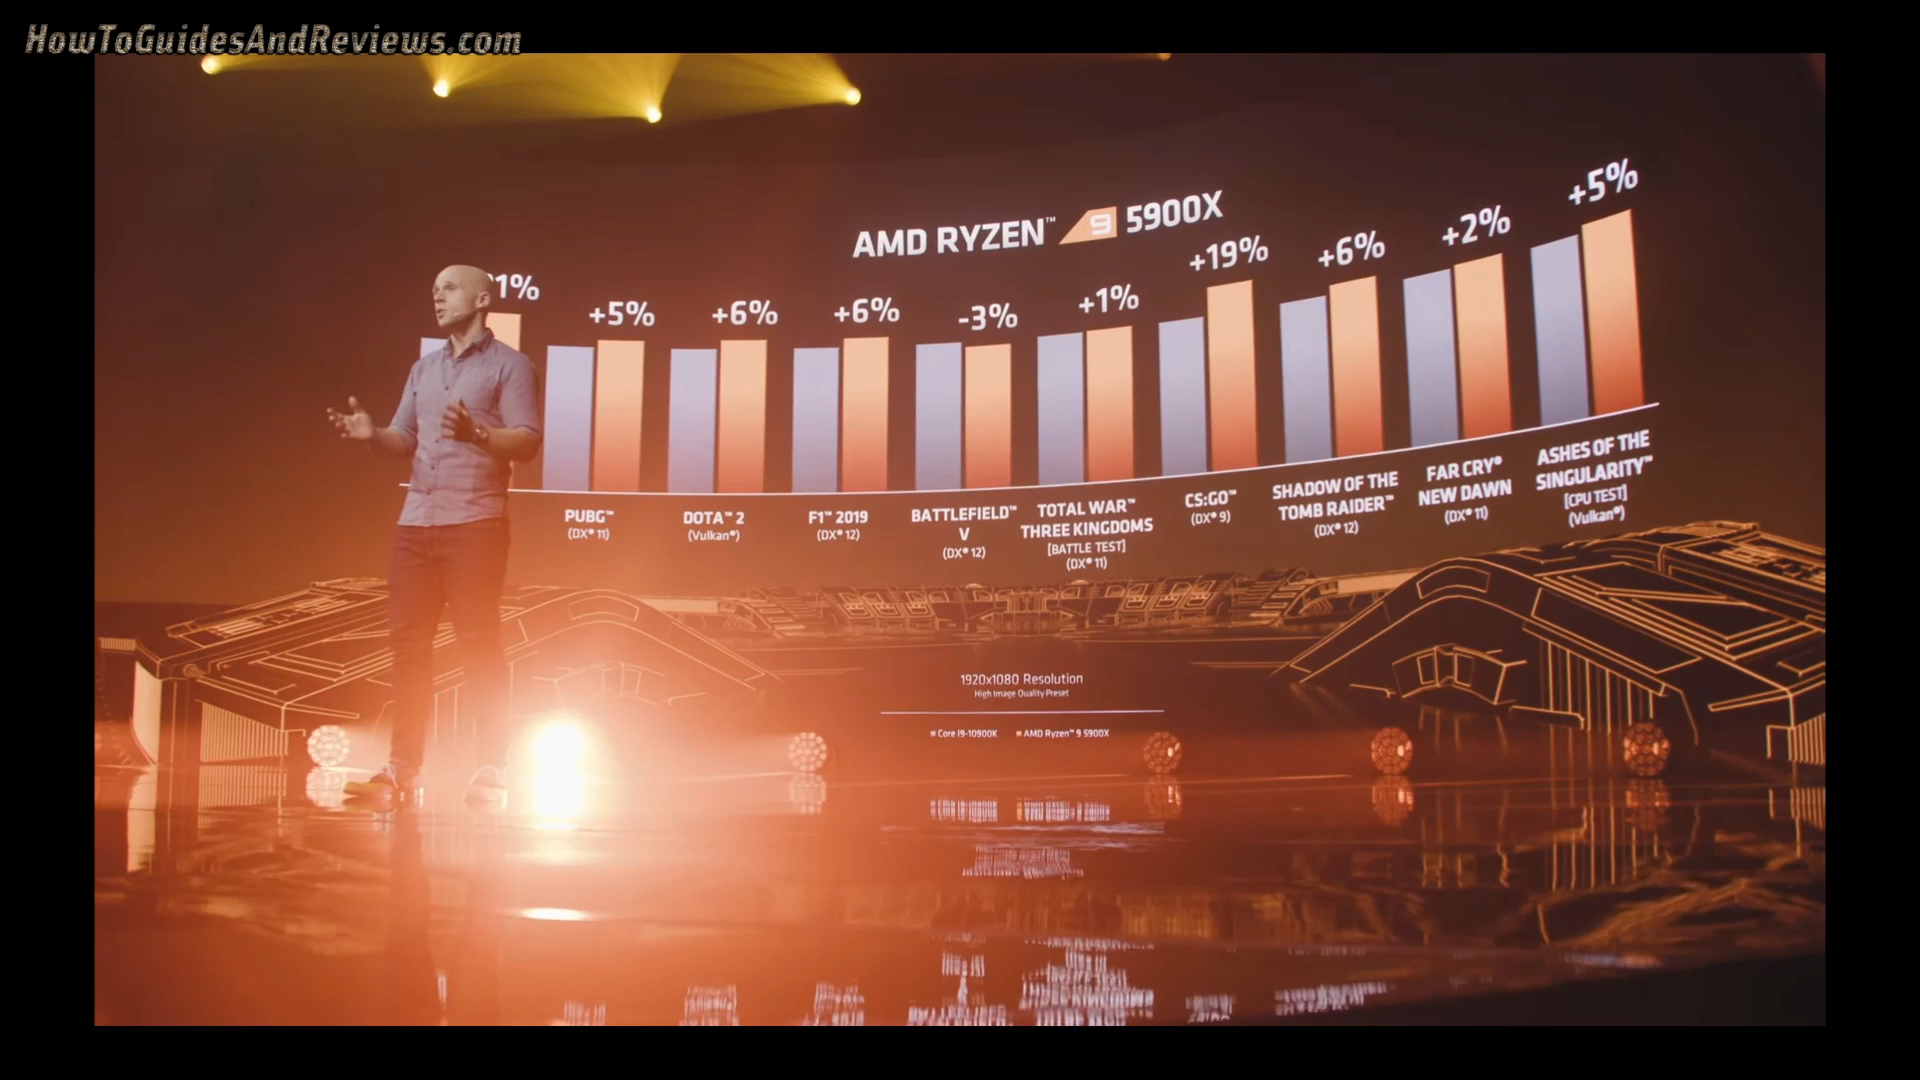 HowToGuidesAndReviews.com
AMD RYZEN™ 9 5900X
+5%
+6%
+6%
-3%
+1%
+19%
+6%
+2%
+5%
PUBG™
(DX® 11)
DOTA™ 2
(Vulkan®)
F1™ 2019
(DX® 12)
BATTLEFIELD™
V
(DX® 12)
TOTAL WAR™
THREE KINGDOMS
[BATTLE TEST]
(DX® 11)
CS:GO™
(DX® 9)
SHADOW OF THE
TOMB RAIDER™
(DX® 12)
FAR CRY®
NEW DAWN
(DX® 11)
ASHES OF THE
SINGULARITY™
[CPU TEST]
(Vulkan®)
1920x1080 Resolution
High Image Quality Preset
Core i9-10900K AMD Ryzen™ 9 5900X